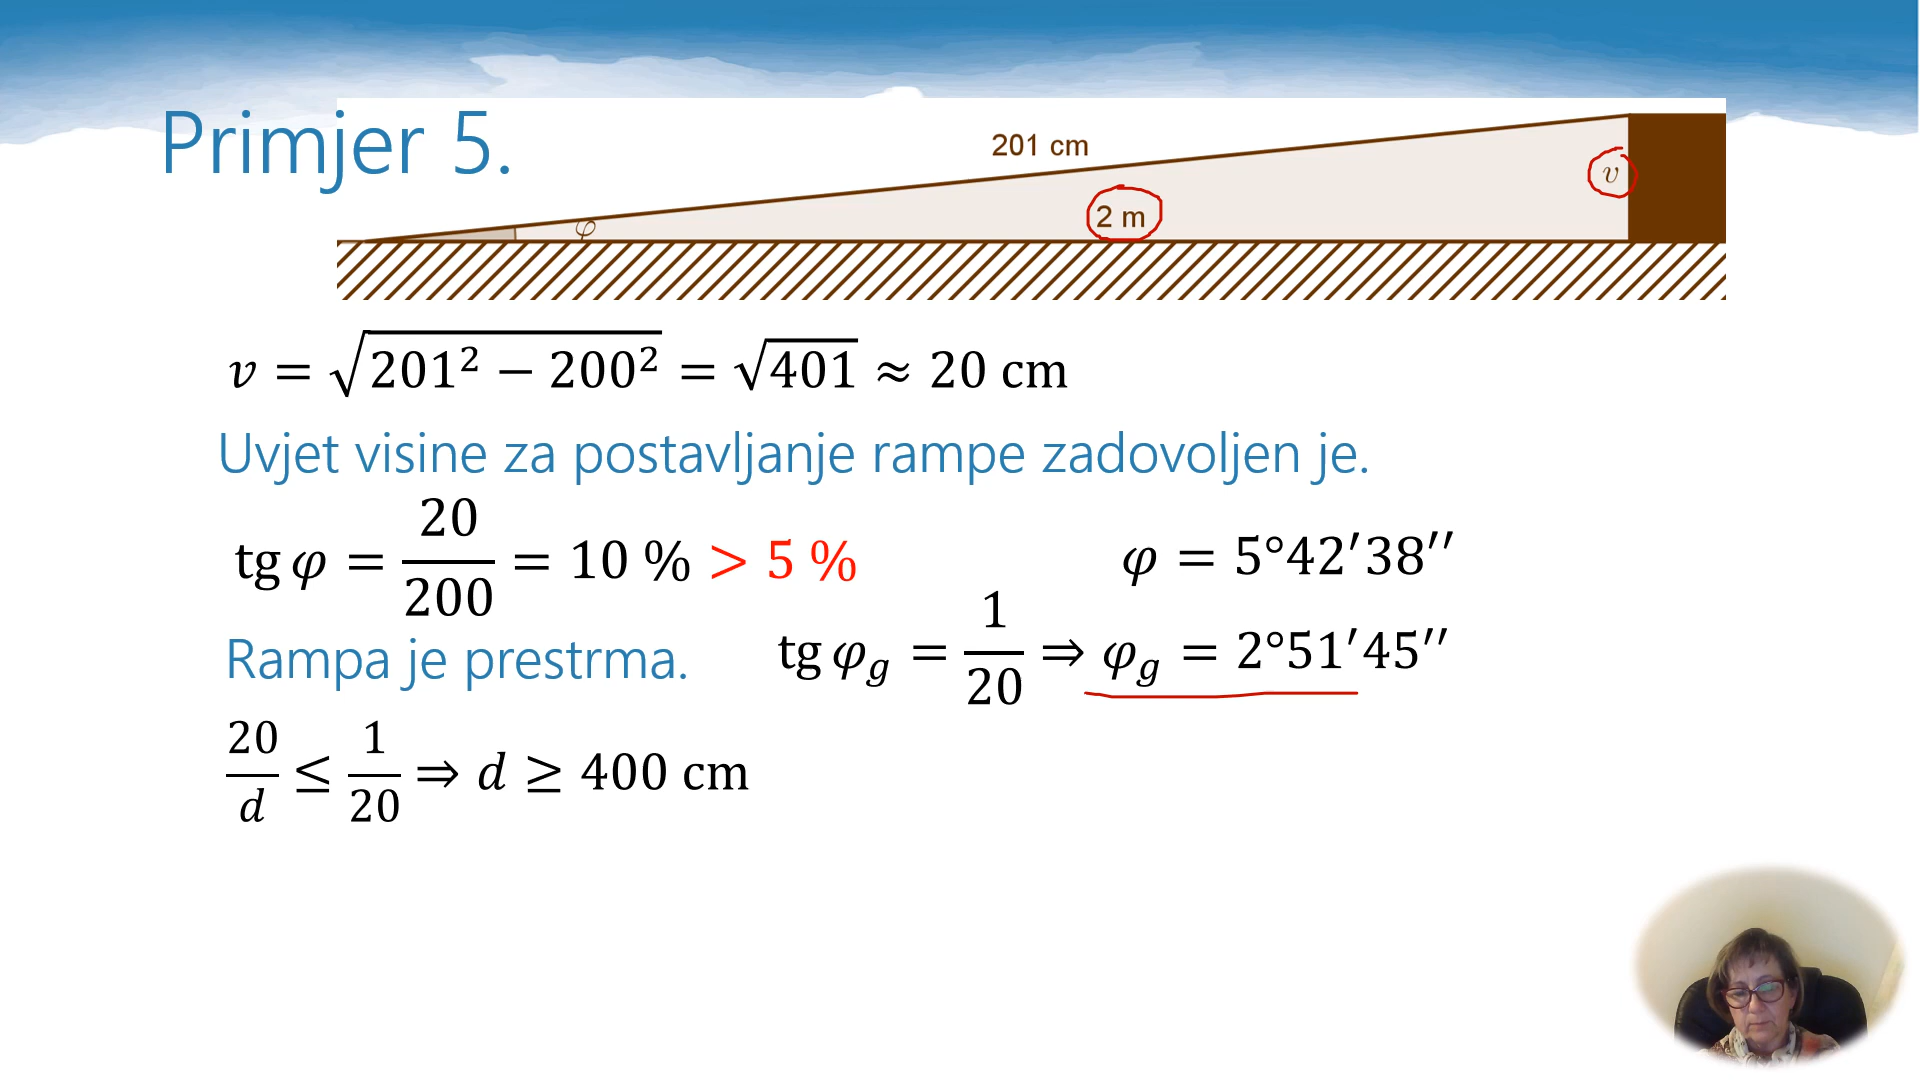 Primjer 5.
201 cm
v
2 m
φ
v = √(201² − 200²) = √401 ≈ 20 cm
Uvjet visine za postavljanje rampe zadovoljen je.
tg φ = 20/200 = 10 % > 5 %
φ = 5°42′38′′
Rampa je prestrma.
tg φ_g = 1/20 ⇒ φ_g = 2°51′45′′
20/d ≤ 1/20 ⇒ d ≥ 400 cm